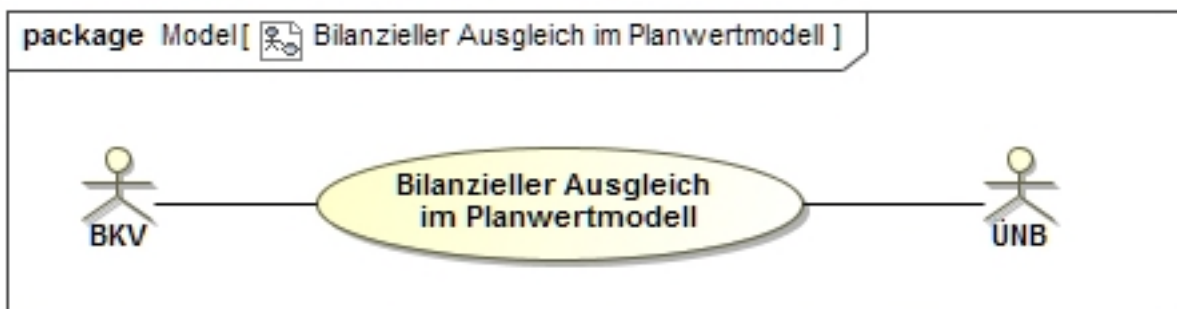 package Model[ Bilanzieller Ausgleich im Planwertmodell ]
Bilanzieller Ausgleich
im Planwertmodell
BKV
ÜNB